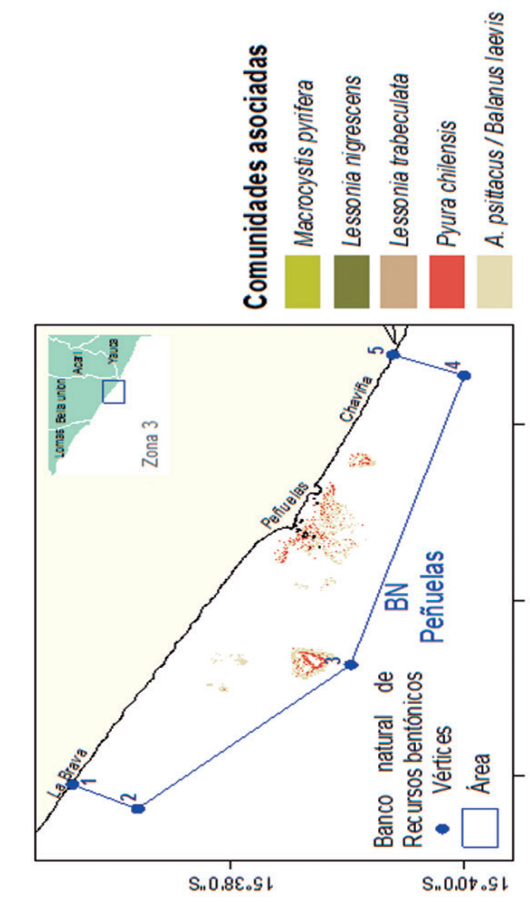 Lomas
Bella unión
Acarí
Yauca
Zona 3
La Brava
1
2
3
4
5
Peñuelas
Chaviña
BN
Peñuelas
Banco natural de
Recursos bentónicos
Vértices
Área
15°38'0"S
15°40'0"S
Comunidades asociadas
Macrocystis pyrifera
Lessonia nigrescens
Lessonia trabeculata
Pyura chilensis
A. psittacus / Balanus laevis